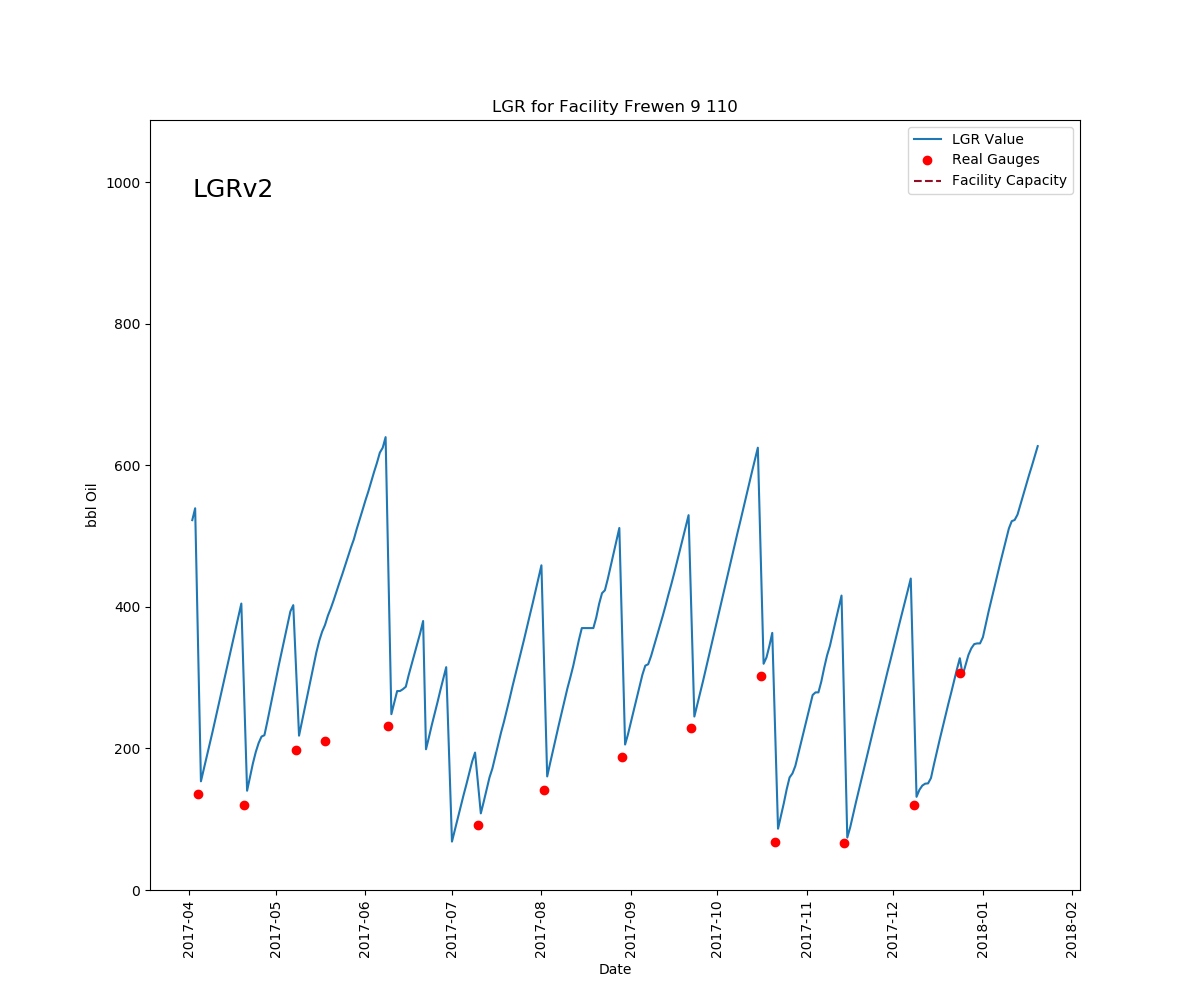 LGR for Facility Frewen 9 110
LGRv2
LGR Value
Real Gauges
Facility Capacity
bbl Oil
1000
800
600
400
200
0
2017-04
2017-05
2017-06
2017-07
2017-08
2017-09
2017-10
2017-11
2017-12
2018-01
2018-02
Date